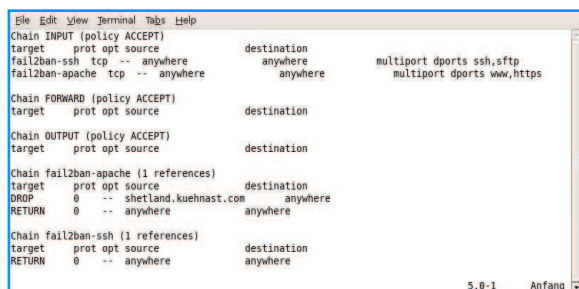 File Edit View Terminal Tabs Help
Chain INPUT (policy ACCEPT)
target prot opt source destination
fail2ban-ssh tcp -- anywhere anywhere multiport dports ssh,sftp
fail2ban-apache tcp -- anywhere anywhere multiport dports www,https
Chain FORWARD (policy ACCEPT)
target prot opt source destination
Chain OUTPUT (policy ACCEPT)
target prot opt source destination
Chain fail2ban-apache (1 references)
target prot opt source destination
DROP 0 -- shetland.kuehnast.com anywhere
RETURN 0 -- anywhere anywhere
Chain fail2ban-ssh (1 references)
target prot opt source destination
RETURN 0 -- anywhere anywhere
5,0-1 Anfang